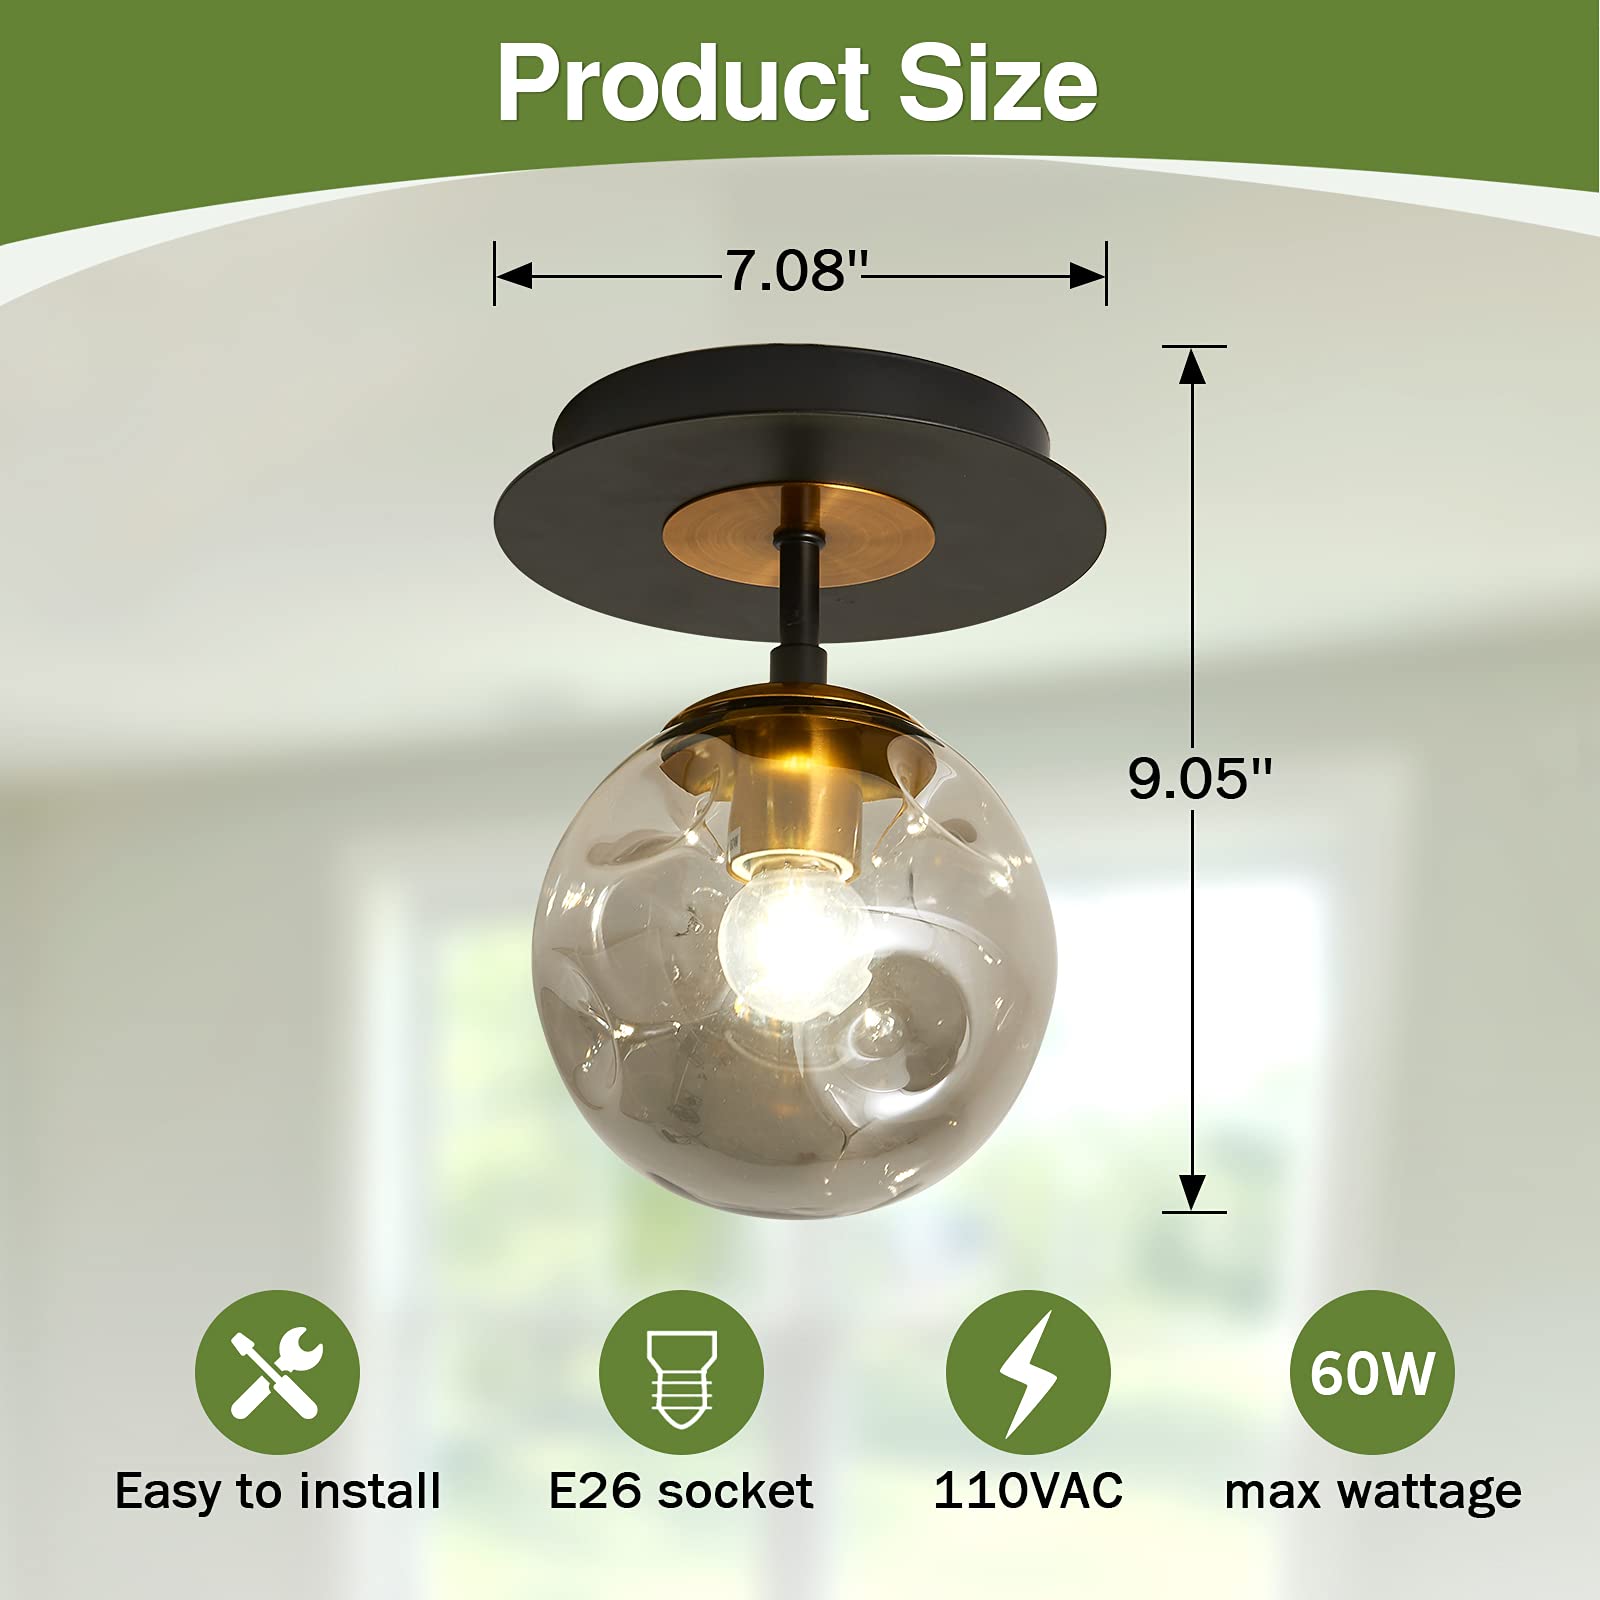 Product Size
7.08"
9.05"
60W
Easy to install
E26 socket
110VAC
max wattage